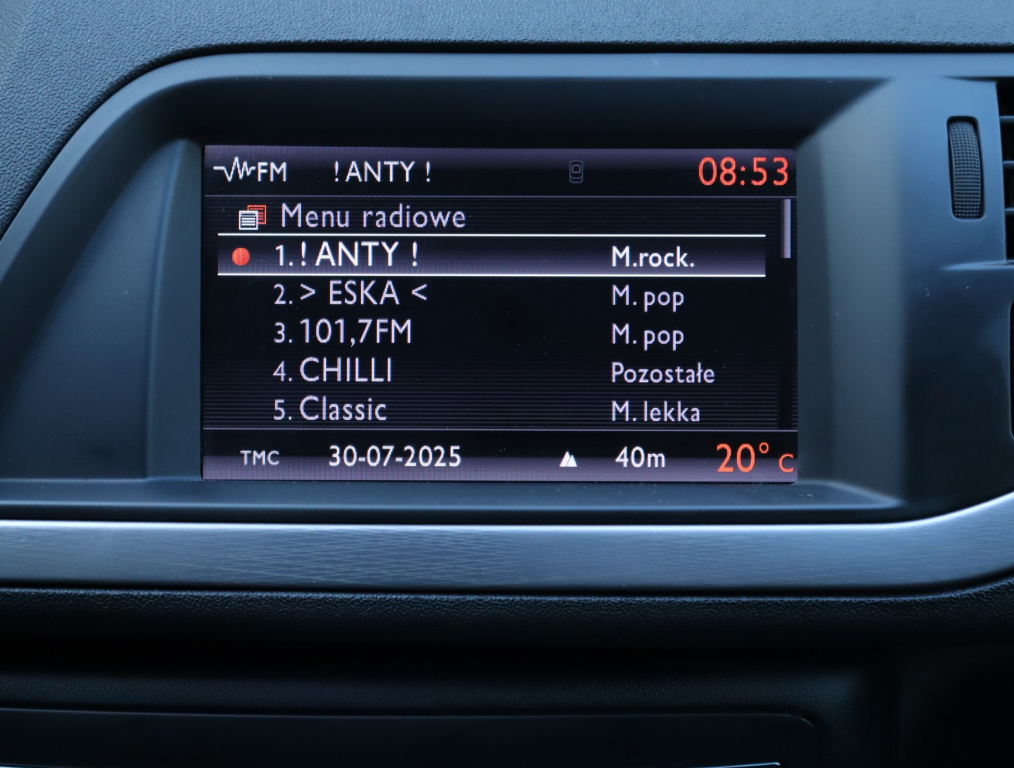 FM !ANTY ! 08:53
Menu radiowe
1. ! ANTY ! M.rock.
2. > ESKA < M. pop
3. 101,7FM M. pop
4. CHILLI Pozostałe
5. Classic M. lekka
TMC 30-07-2025 40m 20° C